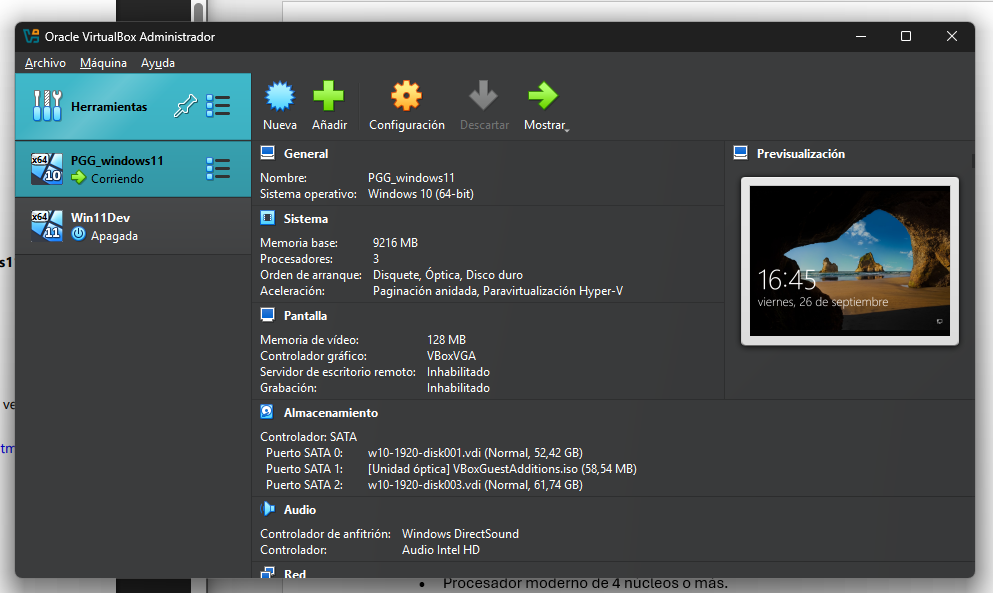 Oracle VirtualBox Administrador
Archivo Máquina Ayuda
Herramientas
x64
10
PGG_windows11
Corriendo
x64
11
Win11Dev
Apagada
Nueva Añadir Configuración Descartar Mostrar
General
Nombre: PGG_windows11
Sistema operativo: Windows 10 (64-bit)
Sistema
Memoria base: 9216 MB
Procesadores: 3
Orden de arranque: Disquete, Óptica, Disco duro
Aceleración: Paginación anidada, Paravirtualización Hyper-V
Pantalla
Memoria de vídeo: 128 MB
Controlador gráfico: VBoxVGA
Servidor de escritorio remoto: Inhabilitado
Grabación: Inhabilitado
Almacenamiento
Controlador: SATA
Puerto SATA 0: w10-1920-disk001.vdi (Normal, 52,42 GB)
Puerto SATA 1: [Unidad óptica] VBoxGuestAdditions.iso (58,54 MB)
Puerto SATA 2: w10-1920-disk003.vdi (Normal, 61,74 GB)
Audio
Controlador de anfitrión: Windows DirectSound
Controlador: Audio Intel HD
Red
Previsualización
16:45
viernes, 26 de septiembre
s1
ve
tm
• Procesador moderno de 4 núcleos o más.